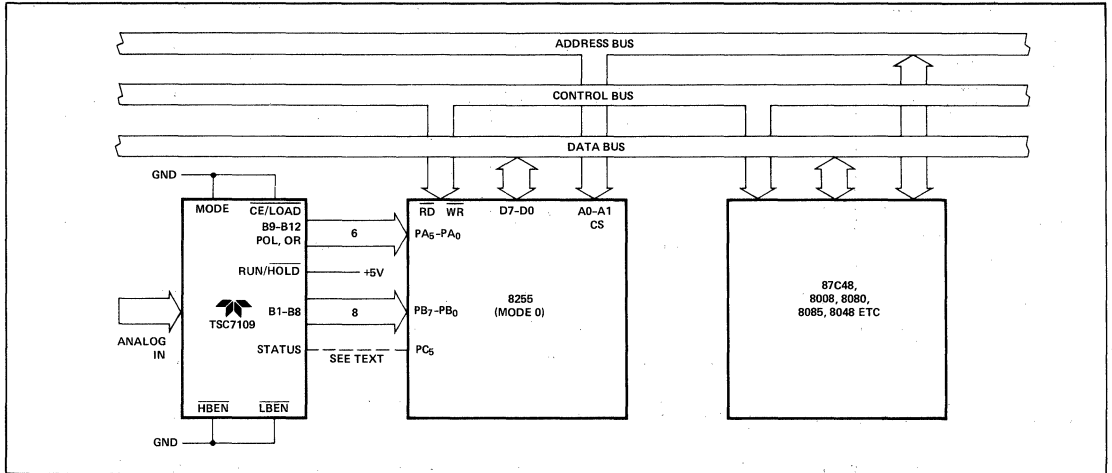 ADDRESS BUS
CONTROL BUS
DATA BUS
GND
MODE
CE/LOAD
B9–B12
POL, OR
6
RUN/HOLD
+5V
TSC7109
B1–B8
8
STATUS
SEE TEXT
HBEN
LBEN
GND
ANALOG
IN
RD WR D7–D0 A0–A1
CS
PA5–PA0
8255
(MODE 0)
PB7–PB0
PC5
87C48,
8008, 8080,
8085, 8048 ETC